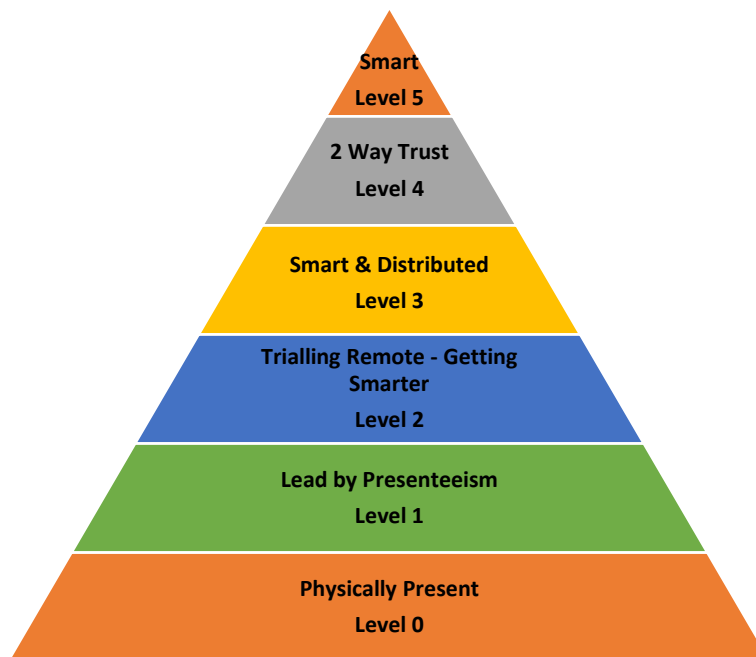 Smart
Level 5
2 Way Trust
Level 4
Smart & Distributed
Level 3
Trialling Remote - Getting
Smarter
Level 2
Lead by Presenteeism
Level 1
Physically Present
Level 0